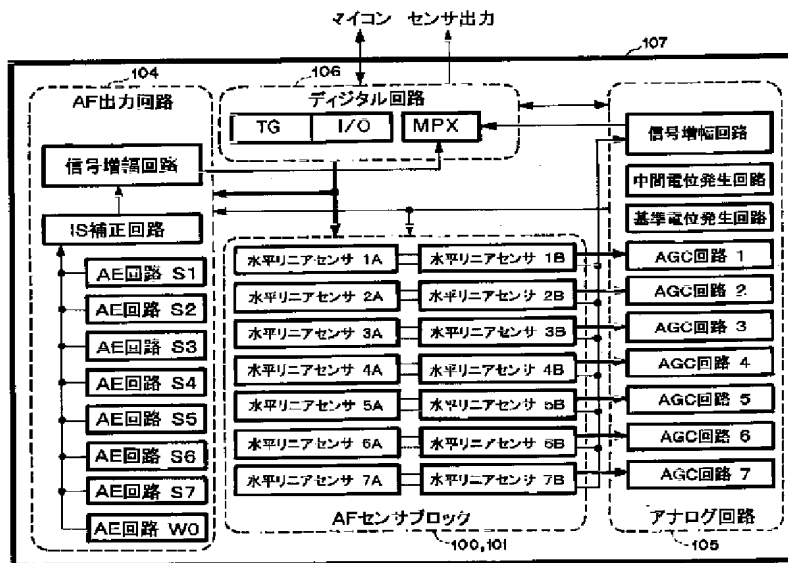 マイコン センサ出力
107
104
AF出力回路
信号増幅回路
IS補正回路
AE回路 S1
AE回路 S2
AE回路 S3
AE回路 S4
AE回路 S5
AE回路 S6
AE回路 S7
AE回路 W0
106
ディジタル回路
TG
I/O
MPX
水平リニアセンサ 1A
水平リニアセンサ 1B
水平リニアセンサ 2A
水平リニアセンサ 2B
水平リニアセンサ 3A
水平リニアセンサ 3B
水平リニアセンサ 4A
水平リニアセンサ 4B
水平リニアセンサ 5A
水平リニアセンサ 5B
水平リニアセンサ 6A
水平リニアセンサ 6B
水平リニアセンサ 7A
水平リニアセンサ 7B
AFセンサブロック
100,101
信号増幅回路
中間電位発生回路
基準電位発生回路
AGC回路 1
AGC回路 2
AGC回路 3
AGC回路 4
AGC回路 5
AGC回路 6
AGC回路 7
アナログ回路
105